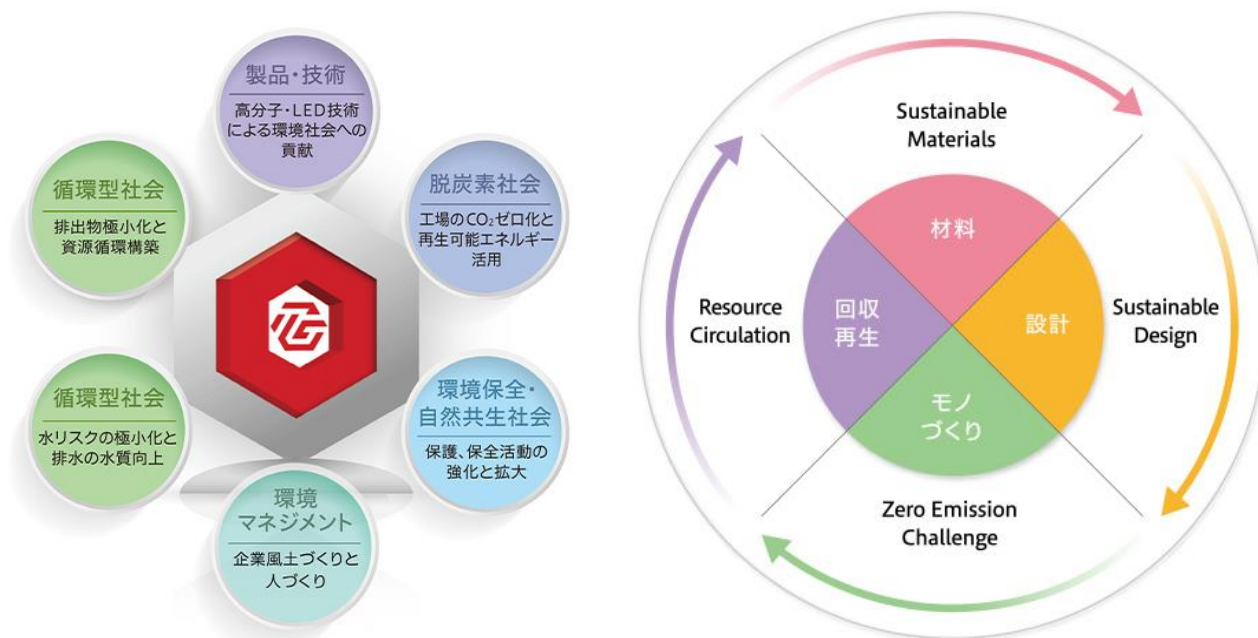 製品・技術
高分子・LED技術
による環境社会への
貢献
脱炭素社会
工場のCO₂ゼロ化と
再生可能エネルギー
活用
環境保全・
自然共生社会
保護、保全活動の
強化と拡大
環境
マネジメント
企業風土づくりと
人づくり
循環型社会
水リスクの極小化と
排水の水質向上
循環型社会
排出物極小化と
資源循環構築
TG
Sustainable
Materials
材料
Sustainable
Design
設計
Zero Emission
Challenge
モノ
づくり
Resource
Circulation
回収
再生